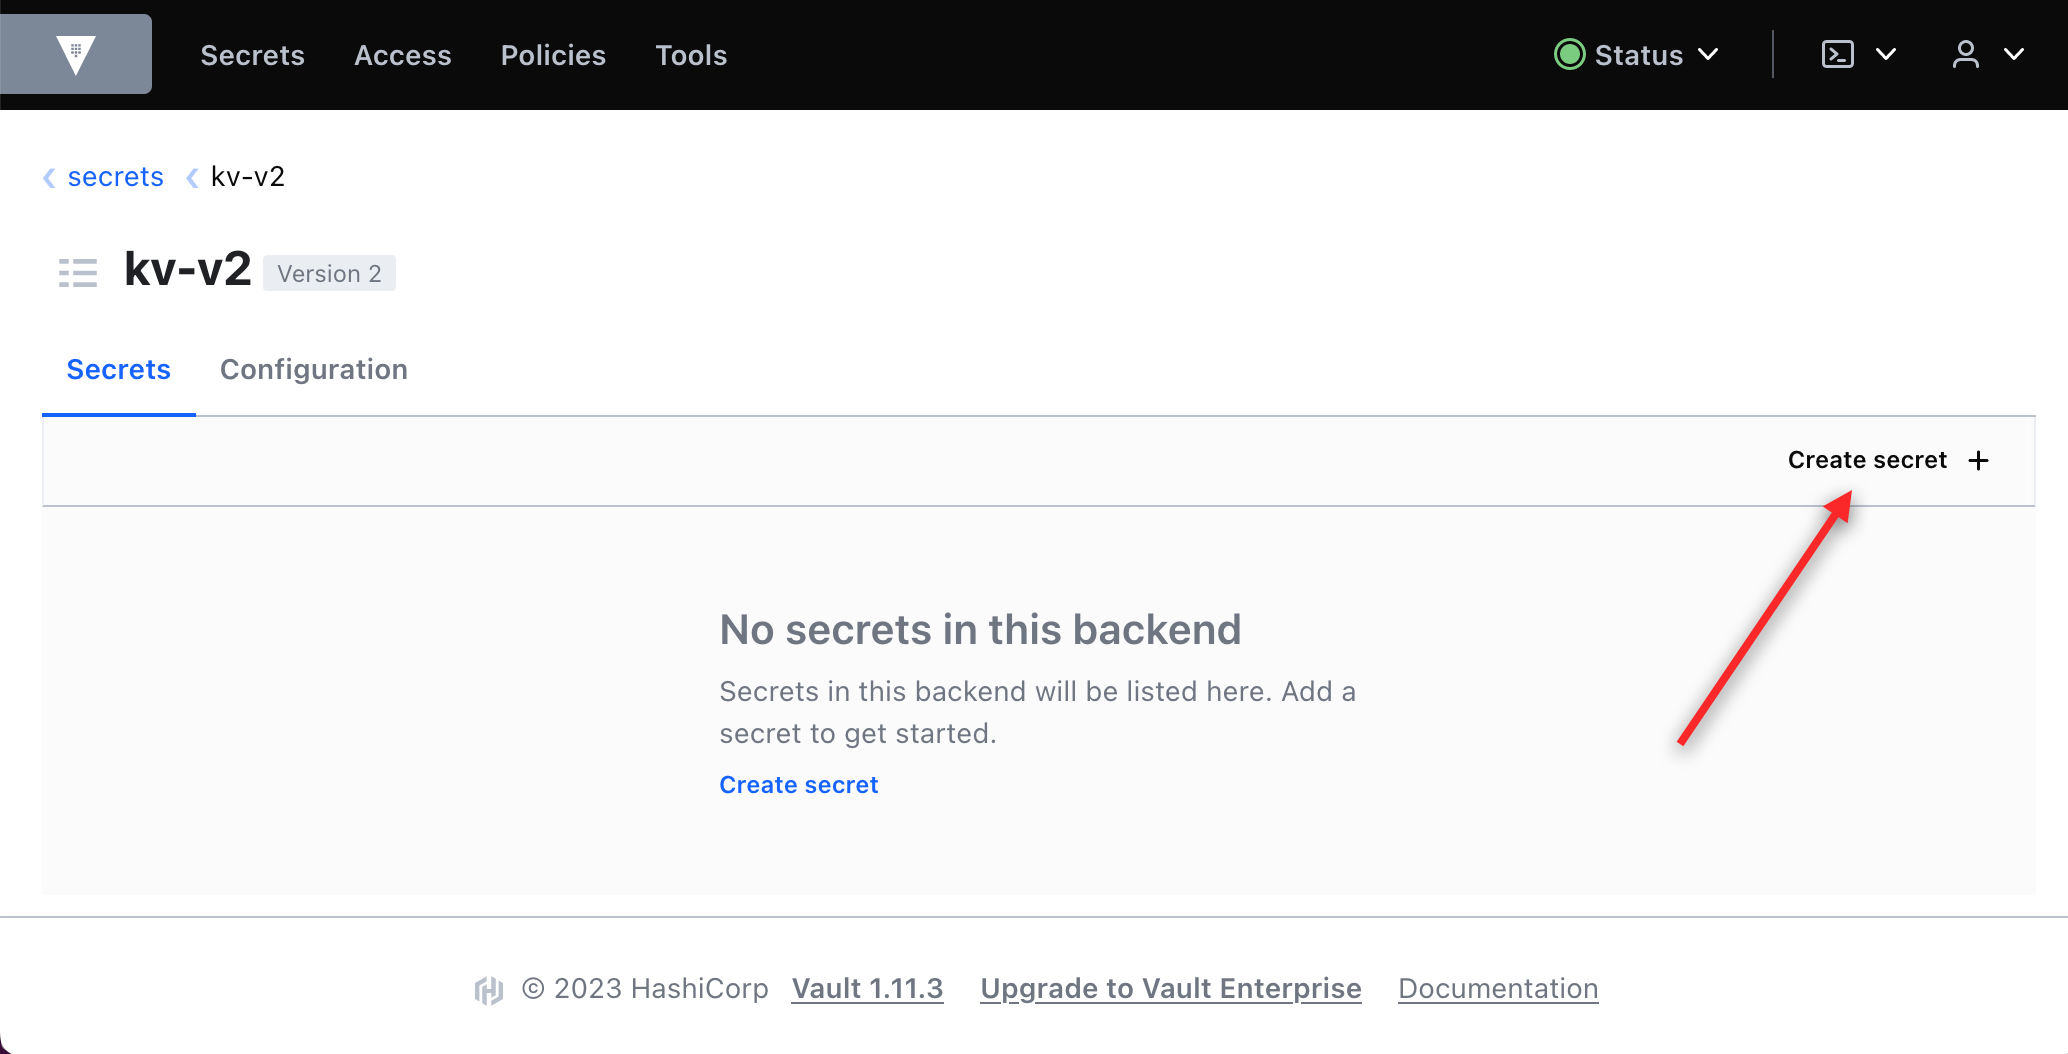 Secrets Access Policies Tools Status
secrets kv-v2
kv-v2 Version 2
Secrets Configuration
Create secret +
No secrets in this backend
Secrets in this backend will be listed here. Add a
secret to get started.
Create secret
© 2023 HashiCorp Vault 1.11.3 Upgrade to Vault Enterprise Documentation